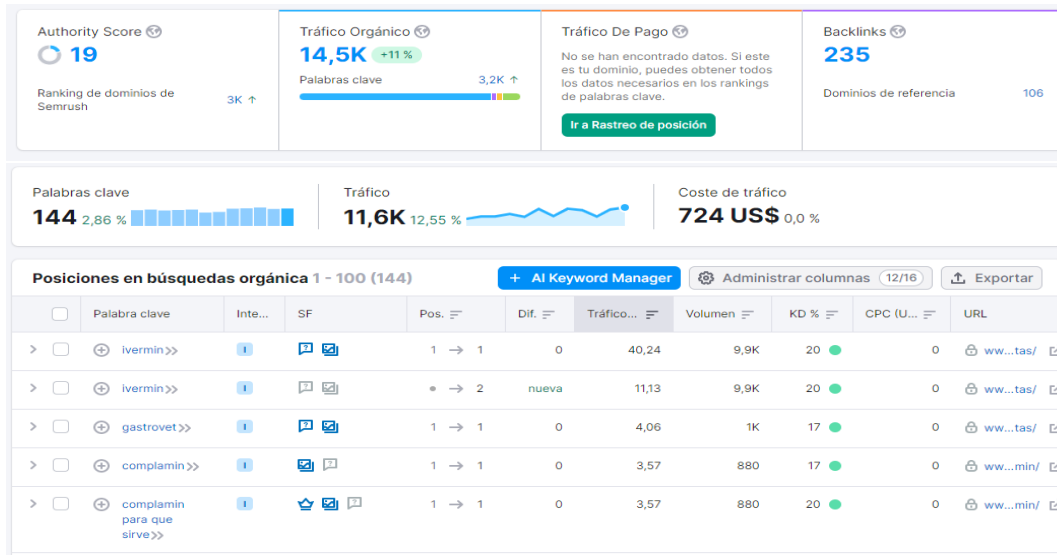 Authority Score
19
Ranking de dominios de
Semrush
3K ↑
Tráfico Orgánico
14,5K +11 %
Palabras clave 3,2K ↑
Tráfico De Pago
No se han encontrado datos. Si este
es tu dominio, puedes obtener todos
los datos necesarios en los rankings
de palabras clave.
Ir a Rastreo de posición
Backlinks
235
Dominios de referencia 106
Palabras clave
144 2,86 %
Tráfico
11,6K 12,55 %
Coste de tráfico
724 US$ 0,0 %
Posiciones en búsquedas orgánica 1 - 100 (144)
+ AI Keyword Manager
Administrar columnas 12/16
Exportar
Palabra clave Inte... SF Pos. Dif. Tráfico... Volumen KD % CPC (U... URL
> ivermin>> I 1 → 1 0 40,24 9,9K 20 0 ww...tas/
> ivermin>> I • → 2 nueva 11,13 9,9K 20 0 ww...tas/
> gastrovet>> I 1 → 1 0 4,06 1K 17 0 ww...tas/
> complamin>> I 1 → 1 0 3,57 880 17 0 ww...min/
> complamin I 1 → 1 0 3,57 880 20 0 ww...min/
para que
sirve>>